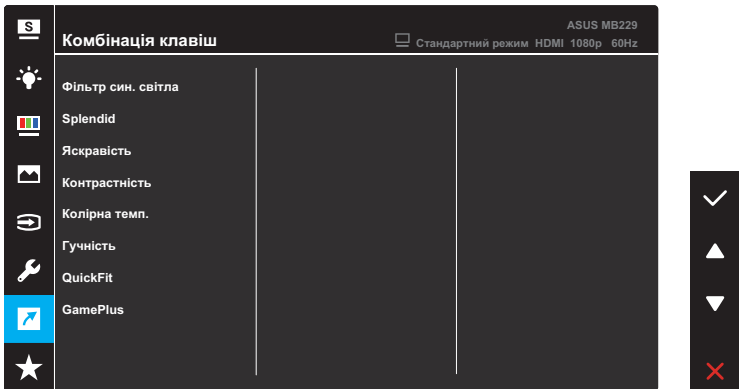 S
ASUS MB229
Комбінація клавіш
Стандартний режим HDMI 1080p 60Hz
Фільтр син. світла
Splendid
Яскравість
Контрастність
Колірна темп.
Гучність
QuickFit
GamePlus